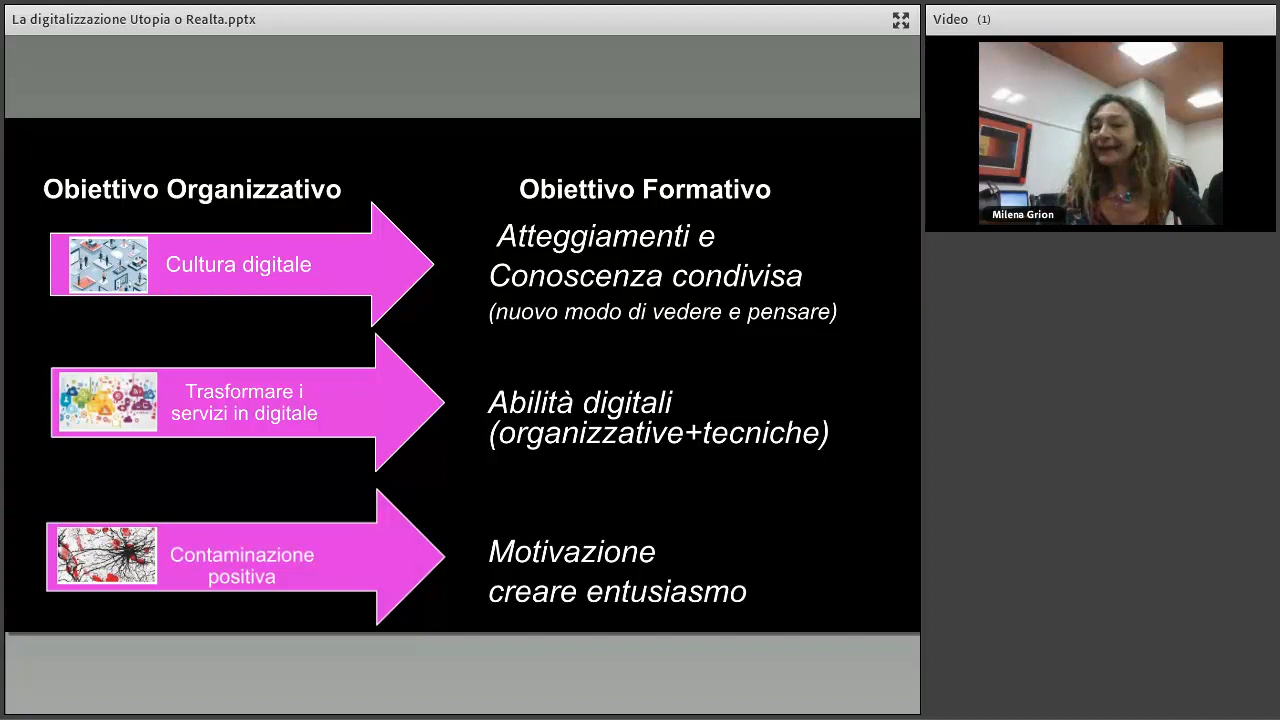 La digitalizzazione Utopia o Realta.pptx
Video (1)
Milena Grion
Obiettivo Organizzativo
Obiettivo Formativo
Cultura digitale
Atteggiamenti e
Conoscenza condivisa
(nuovo modo di vedere e pensare)
Trasformare i
servizi in digitale
Abilità digitali
(organizzative+tecniche)
Contaminazione
positiva
Motivazione
creare entusiasmo